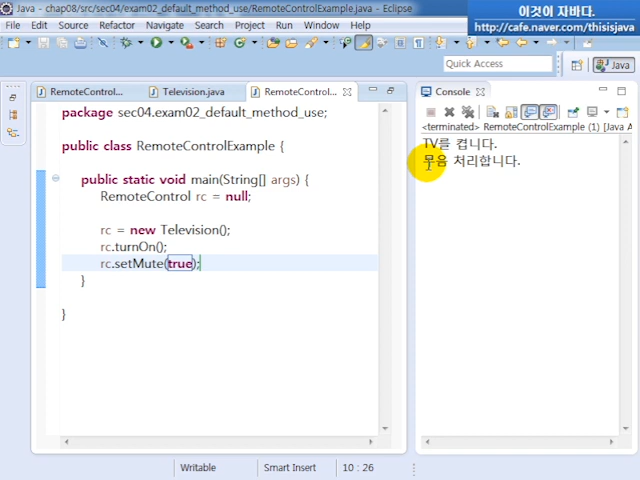 Java - chap08/src/sec04/exam02_default_method_use/RemoteControlExample.java - Eclipse
이것이 자바다.
http://cafe.naver.com/thisisjava
File Edit Source Refactor Navigate Search Project Run Window Help
Quick Access
Java
RemoteControl... Television.java RemoteControl...
Console
<terminated> RemoteControlExample (1) [Java A
package sec04.exam02_default_method_use;
public class RemoteControlExample {
public static void main(String[] args) {
RemoteControl rc = null;
rc = new Television();
rc.turnOn();
rc.setMute(true);
}
}
TV를 켭니다.
무음 처리합니다.
Writable Smart Insert 10 : 26